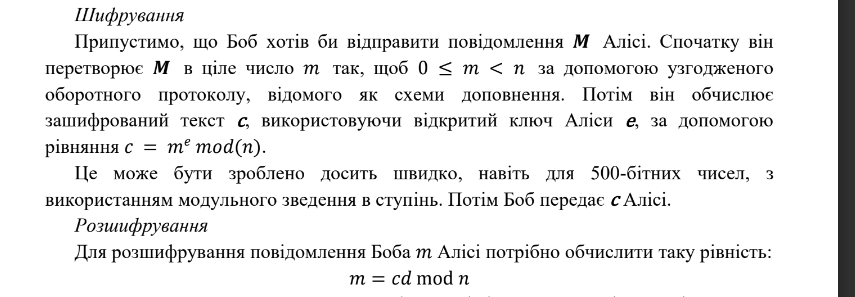 Шифрування
Припустимо, що Боб хотів би відправити повідомлення M Алісі. Спочатку він
перетворює M в ціле число m так, щоб 0 ≤ m < n за допомогою узгодженого
оборотного протоколу, відомого як схеми доповнення. Потім він обчислює
зашифрований текст c, використовуючи відкритий ключ Аліси e, за допомогою
рівняння c = mᵉ mod(n).
Це може бути зроблено досить швидко, навіть для 500-бітних чисел, з
використанням модульного зведення в ступінь. Потім Боб передає c Алісі.
Розшифрування
Для розшифрування повідомлення Боба m Алісі потрібно обчислити таку рівність:
m = cd mod n